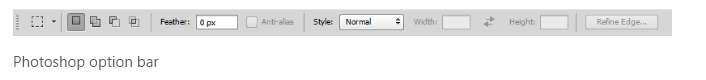 Feather: 0 px Anti-alias Style: Normal Width: Height: Refine Edge...
Photoshop option bar